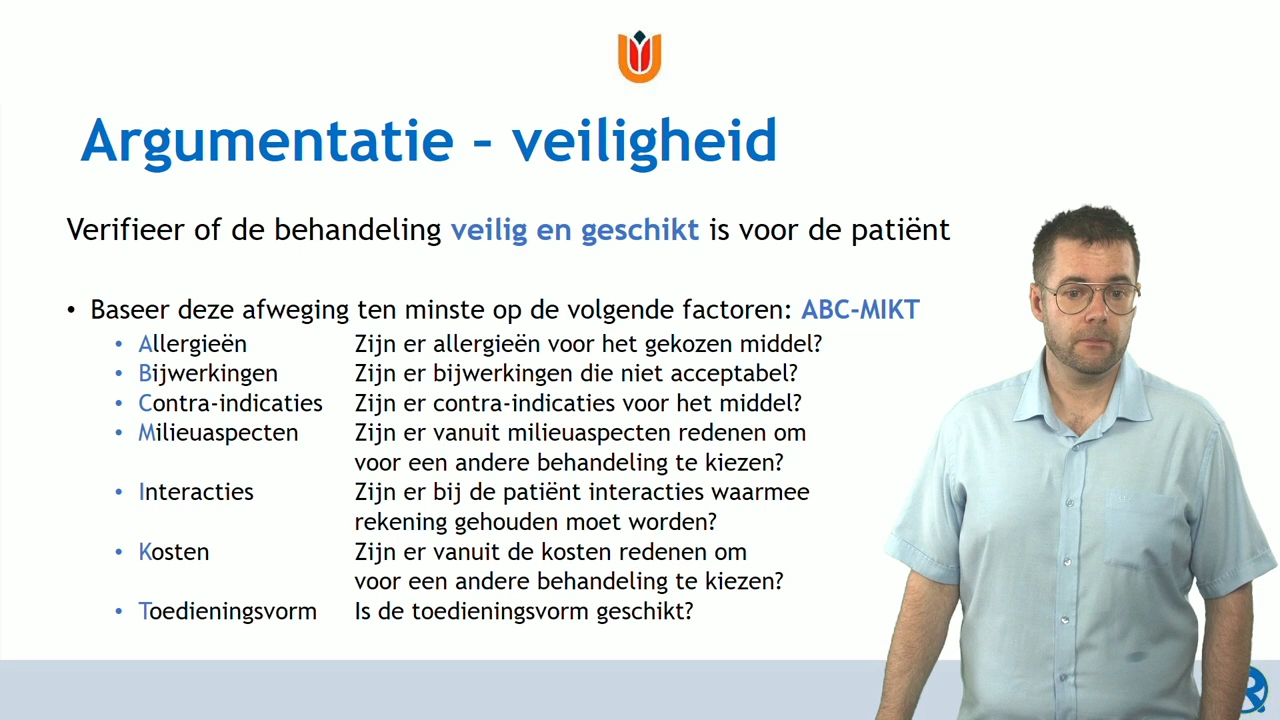 Argumentatie – veiligheid
Verifieer of de behandeling veilig en geschikt is voor de patiënt
• Baseer deze afweging ten minste op de volgende factoren: ABC-MIKT
• Allergieën Zijn er allergieën voor het gekozen middel?
• Bijwerkingen Zijn er bijwerkingen die niet acceptabel?
• Contra-indicaties Zijn er contra-indicaties voor het middel?
• Milieuaspecten Zijn er vanuit milieuaspecten redenen om
voor een andere behandeling te kiezen?
• Interacties Zijn er bij de patiënt interacties waarmee
rekening gehouden moet worden?
• Kosten Zijn er vanuit de kosten redenen om
voor een andere behandeling te kiezen?
• Toedieningsvorm Is de toedieningsvorm geschikt?